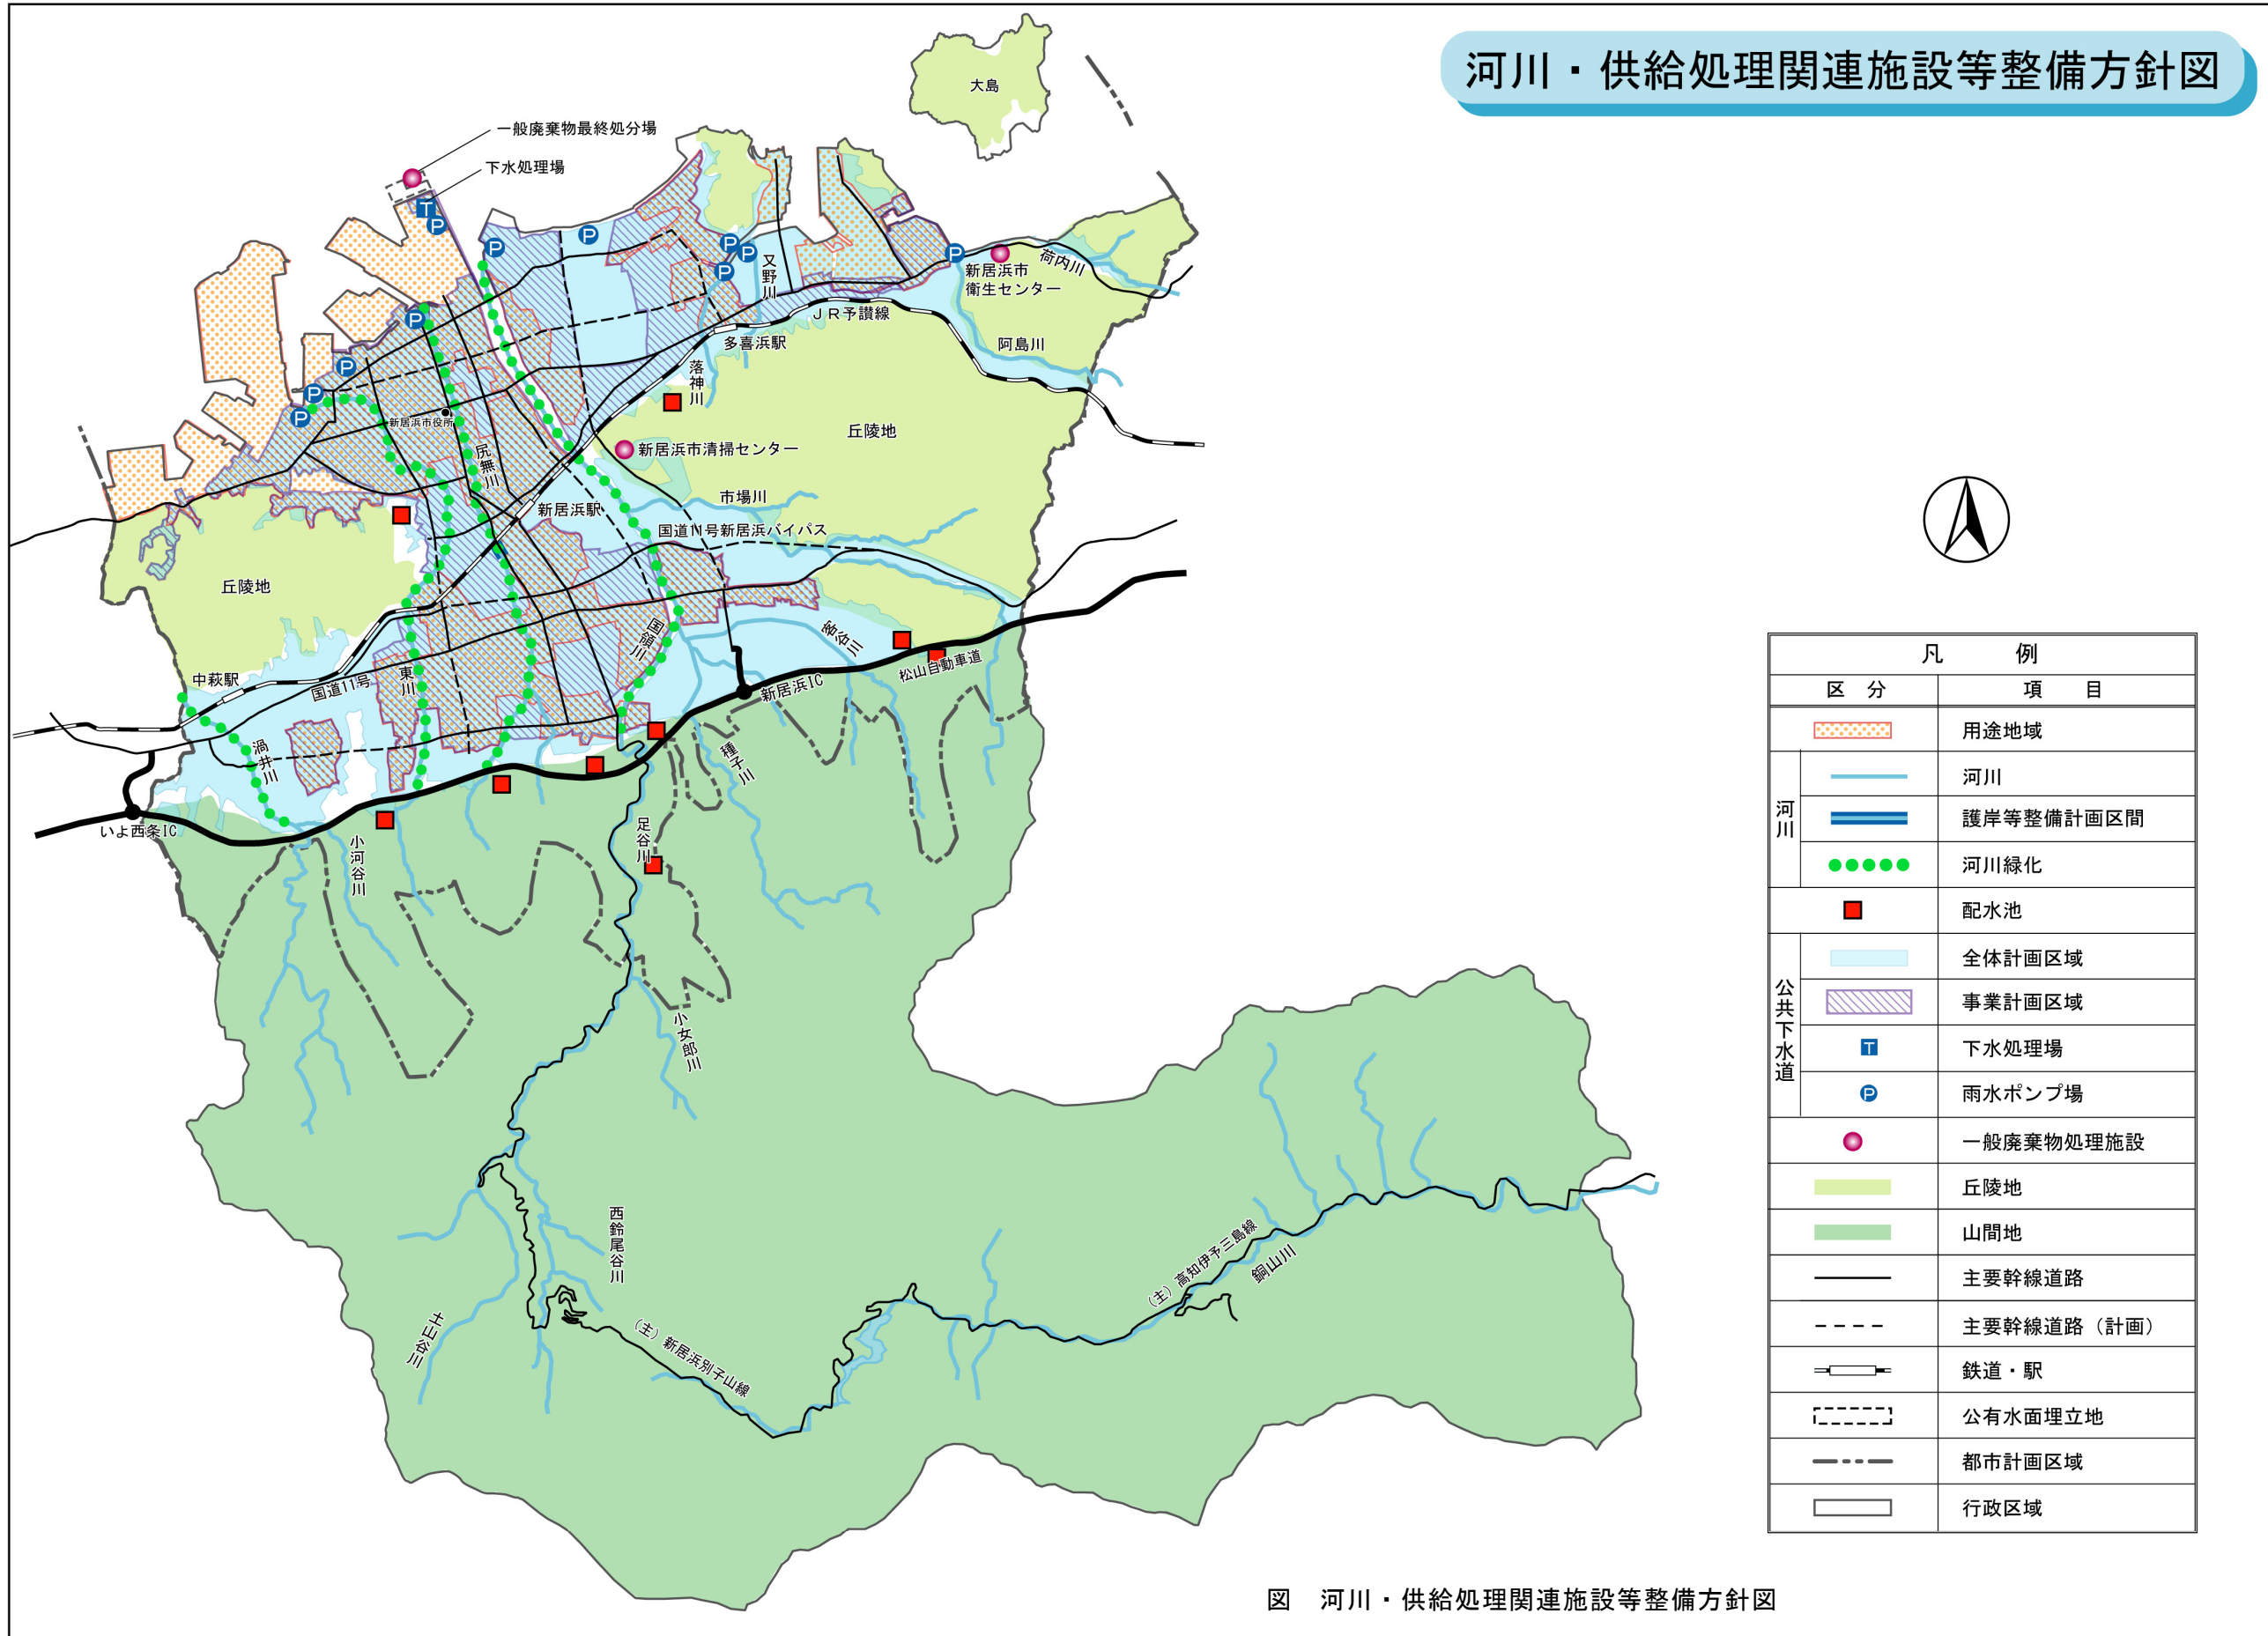 河川・供給処理関連施設等整備方針図
大島
一般廃棄物最終処分場
下水処理場
T
P
P
P
P
P
P
P
P
P
P
P
又野川
新居浜市
衛生センター
荷内川
JR予讃線
多喜浜駅
阿島川
落神川
新居浜市役所
尻無川
新居浜市清掃センター
丘陵地
市場川
新居浜駅
国道11号新居浜バイパス
丘陵地
国領川
客谷川
松山自動車道
新居浜IC
中萩駅
国道11号
東川
渦井川
種子川
いよ西条IC
小河谷川
足谷川
小女郎川
西鈴尾谷川
土山谷川
(主)新居浜別子山線
(主)高知伊予三島線
銅山川
凡 例
区 分 項 目
用途地域
河川
河川
護岸等整備計画区間
河川緑化
配水池
公共下水道
全体計画区域
事業計画区域
T 下水処理場
P 雨水ポンプ場
一般廃棄物処理施設
丘陵地
山間地
主要幹線道路
主要幹線道路(計画)
鉄道・駅
公有水面埋立地
都市計画区域
行政区域
図 河川・供給処理関連施設等整備方針図